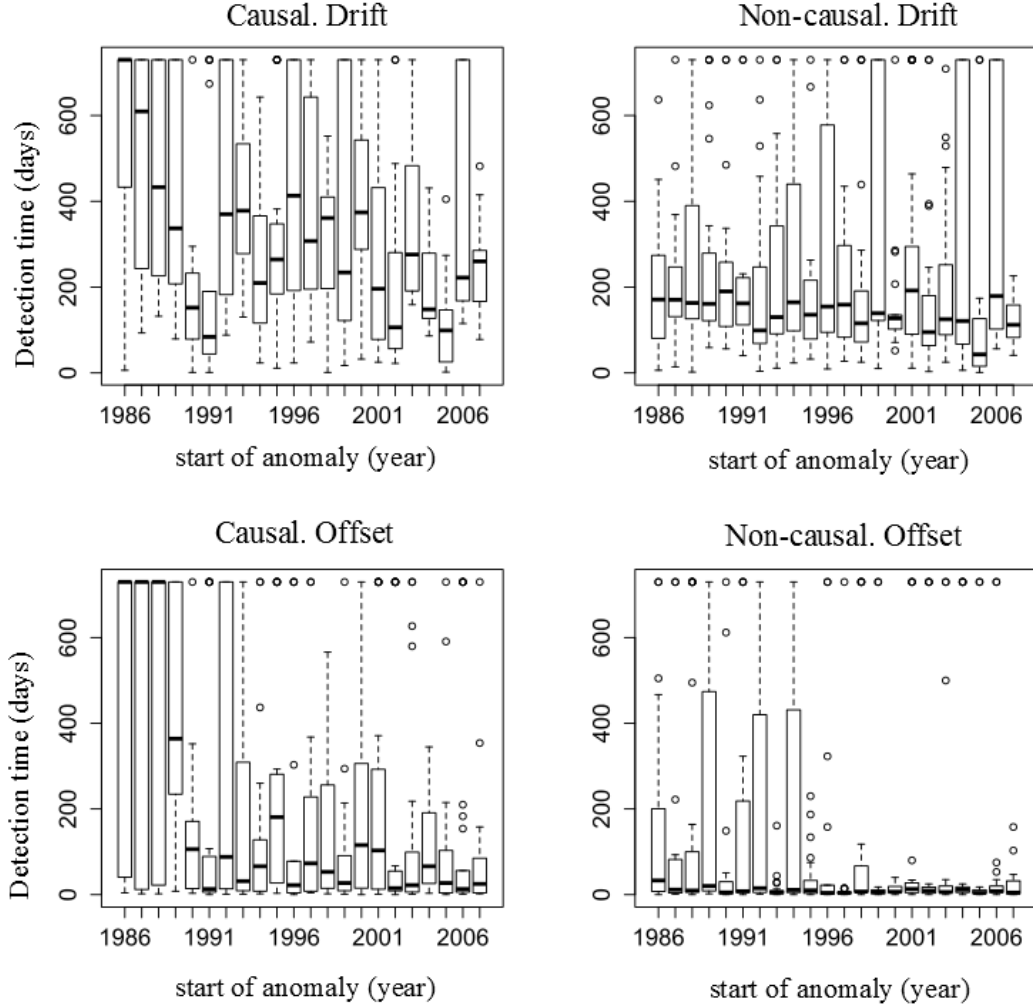 Causal. Drift
Detection time (days)
0 200 400 600
1986 1991 1996 2001 2006
start of anomaly (year)
Non-causal. Drift
0 200 400 600
1986 1991 1996 2001 2006
start of anomaly (year)
Causal. Offset
Detection time (days)
0 200 400 600
1986 1991 1996 2001 2006
start of anomaly (year)
Non-causal. Offset
0 200 400 600
1986 1991 1996 2001 2006
start of anomaly (year)